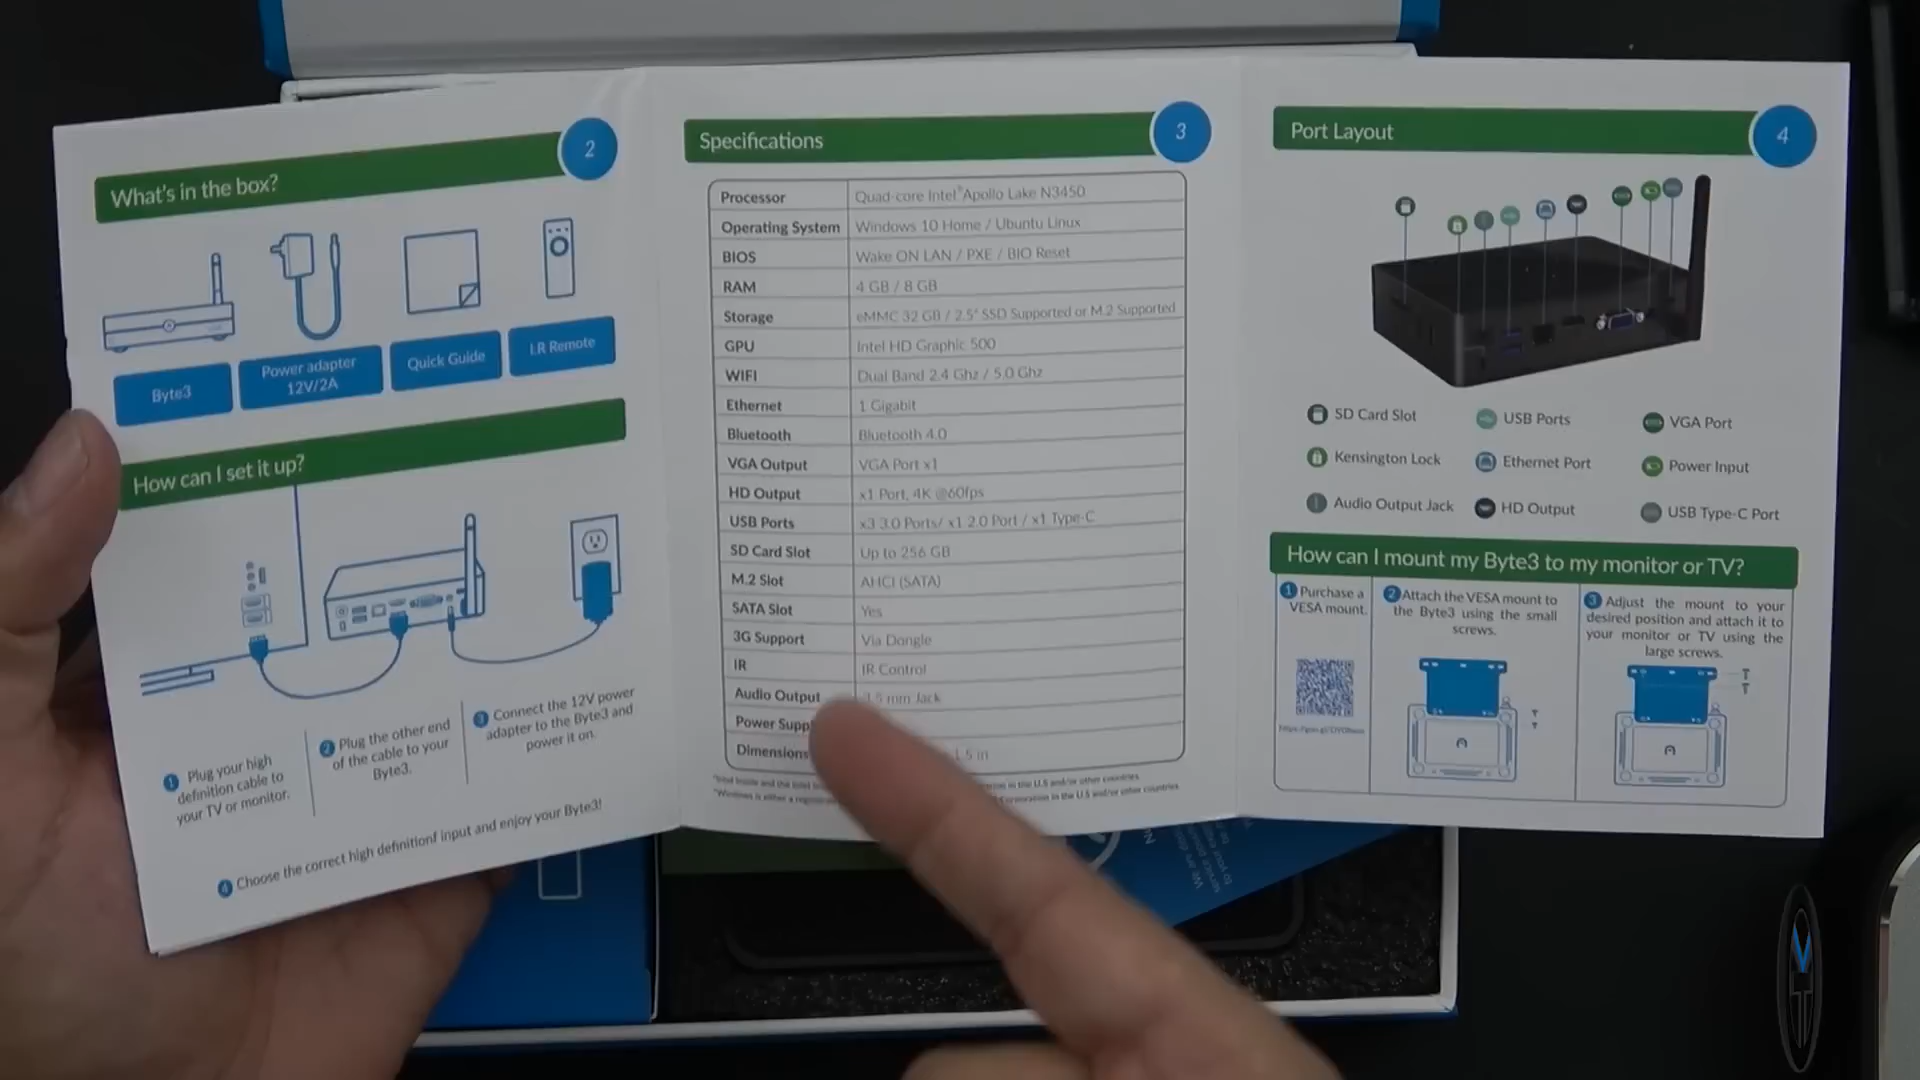 What's in the box?
2
Byte3
Power adapter
12V/2A
Quick Guide
I.R Remote
How can I set it up?
1 Plug your high
definition cable to
your TV or monitor.
2 Plug the other end
of the cable to your
Byte3.
3 Connect the 12V power
adapter to the Byte3 and
power it on.
4 Choose the correct high definitionf input and enjoy your Byte3!
Specifications
3
Processor Quad-core Intel® Apollo Lake N3450
Operating System Windows 10 Home / Ubuntu Linux
BIOS Wake ON LAN / PXE / BIO Reset
RAM 4 GB / 8 GB
Storage eMMC 32 GB / 2.5" SSD Supported or M.2 Supported
GPU Intel HD Graphic 500
WIFI Dual Band 2.4 Ghz / 5.0 Ghz
Ethernet 1 Gigabit
Bluetooth Bluetooth 4.0
VGA Output VGA Port x1
HD Output x1 Port, 4K @60fps
USB Ports x3 3.0 Ports/ x1 2.0 Port / x1 Type-C
SD Card Slot Up to 256 GB
M.2 Slot AHCI (SATA)
SATA Slot Yes
3G Support Via Dongle
IR IR Control
Audio Output 3.5 mm Jack
Power Supp
Dimensions 1.5 in
Port Layout
4
SD Card Slot
USB Ports
VGA Port
Kensington Lock
Ethernet Port
Power Input
Audio Output Jack
HD Output
USB Type-C Port
How can I mount my Byte3 to my monitor or TV?
1 Purchase a
VESA mount.
2 Attach the VESA mount to
the Byte3 using the small
screws.
3 Adjust the mount to your
desired position and attach it to
your monitor or TV using the
large screws.